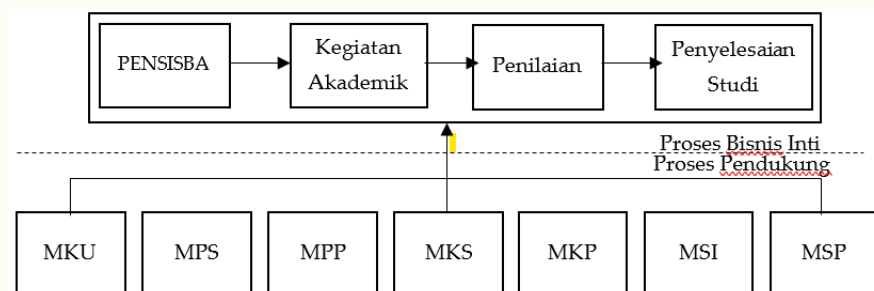 PENSISBA
Kegiatan
Akademik
Penilaian
Penyelesaian
Studi
Proses Bisnis Inti
Proses Pendukung
MKU
MPS
MPP
MKS
MKP
MSI
MSP